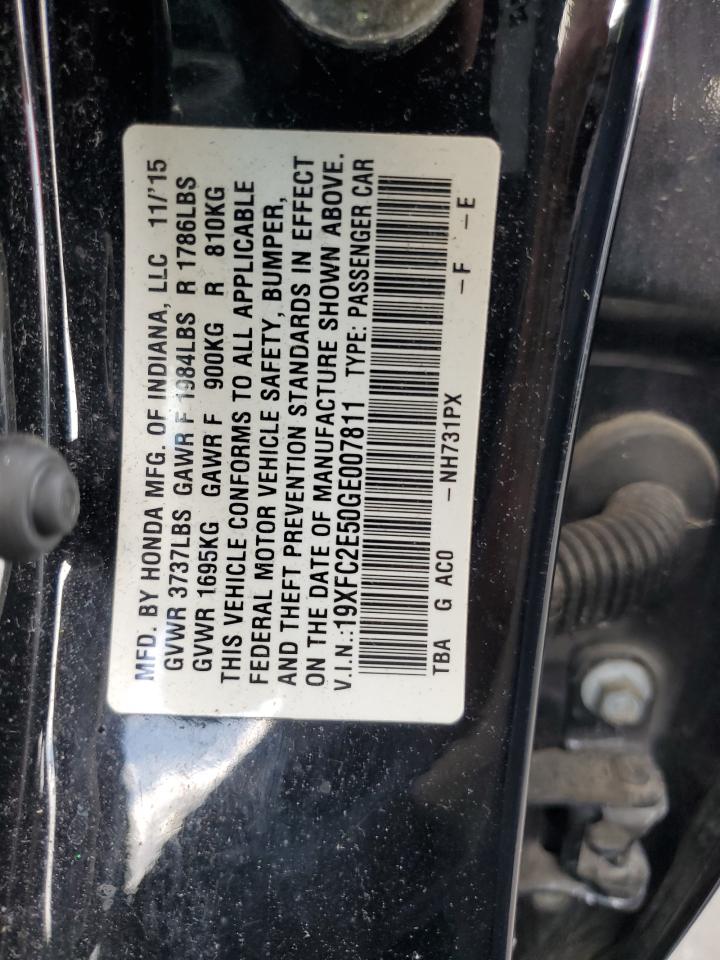 MFD. BY HONDA MFG. OF INDIANA, LLC 11/'15
GVWR 3737LBS GAWR F 1984LBS R 1786LBS
GVWR 1695KG GAWR F 900KG R 810KG
THIS VEHICLE CONFORMS TO ALL APPLICABLE
FEDERAL MOTOR VEHICLE SAFETY, BUMPER,
AND THEFT PREVENTION STANDARDS IN EFFECT
ON THE DATE OF MANUFACTURE SHOWN ABOVE.
V.I.N.:19XFC2E50GE007811 TYPE: PASSENGER CAR
TBA G AC0 -NH731PX -F -E